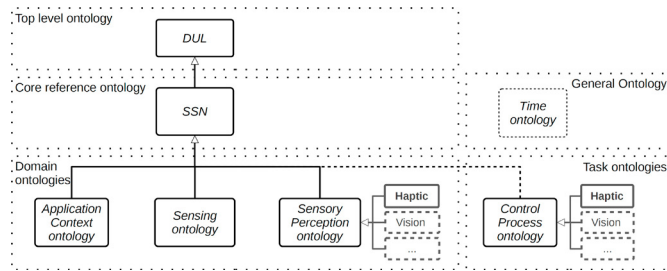 Top level ontology
DUL
Core reference ontology
General Ontology
SSN
Time
ontology
Domain
ontologies
Task ontologies
Application
Context
ontology
Sensing
ontology
Sensory
Perception
ontology
Haptic
Vision
...
Control
Process
ontology
Haptic
Vision
...